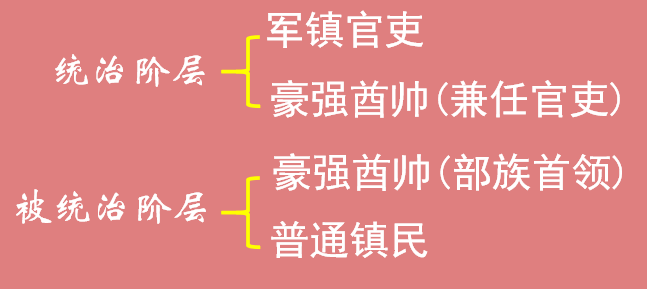 统治阶层
军镇官吏
豪强酋帅(兼任官吏)
被统治阶层
豪强酋帅(部族首领)
普通镇民